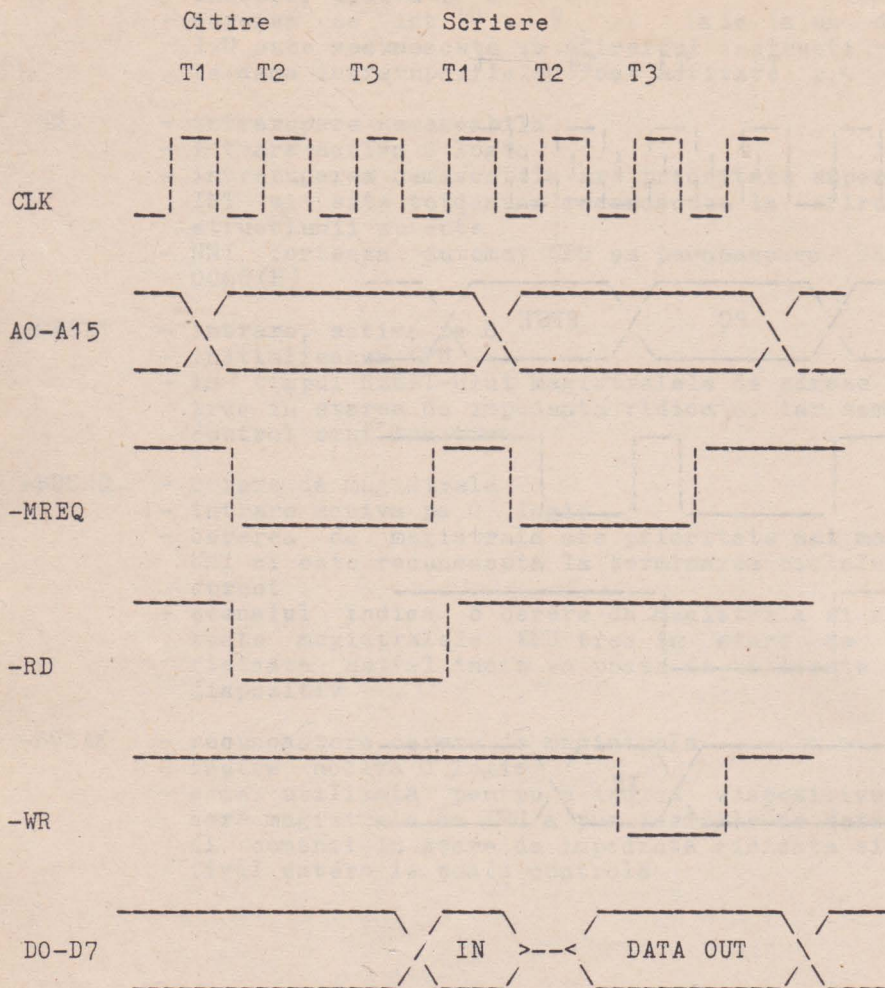 Citire Scriere
T1 T2 T3 T1 T2 T3
CLK
A0-A15
-MREQ
-RD
-WR
D0-D7 IN DATA OUT